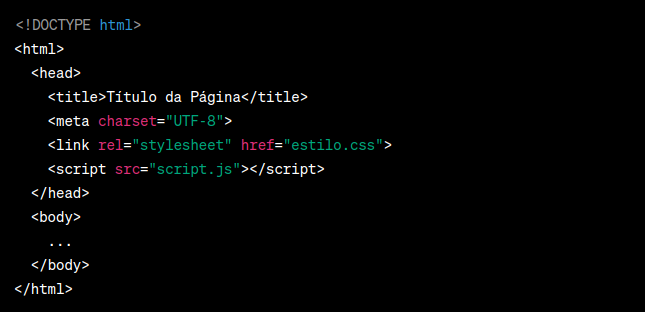 <!DOCTYPE html>
<html>
<head>
<title>Título da Página</title>
<meta charset="UTF-8">
<link rel="stylesheet" href="estilo.css">
<script src="script.js"></script>
</head>
<body>
...
</body>
</html>